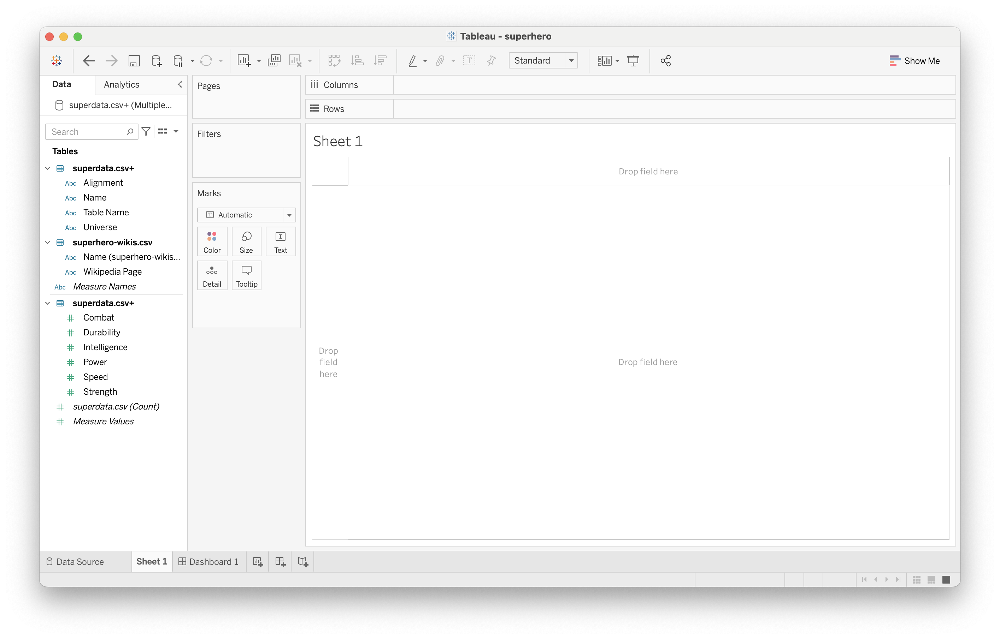 Tableau - superhero
Standard
Show Me
Data
Analytics
superdata.csv+ (Multiple...
Search
Tables
superdata.csv+
Abc Alignment
Abc Name
Abc Table Name
Abc Universe
superhero-wikis.csv
Abc Name (superhero-wikis...
Abc Wikipedia Page
Abc Measure Names
superdata.csv+
Combat
Durability
Intelligence
Power
Speed
Strength
superdata.csv (Count)
Measure Values
Pages
Filters
Marks
T Automatic
Color
Size
T
Text
Detail
Tooltip
Columns
Rows
Sheet 1
Drop field here
Drop
field
here
Drop field here
Data Source
Sheet 1
Dashboard 1